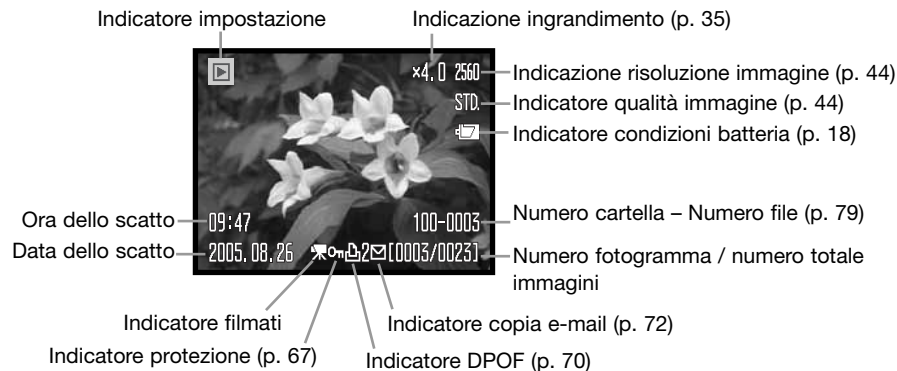 Indicatore impostazione
Indicazione ingrandimento (p. 35)
×4.0 2560
Indicazione risoluzione immagine (p. 44)
STD.
Indicatore qualità immagine (p. 44)
Indicatore condizioni batteria (p. 18)
Ora dello scatto
09:47
100-0003
Numero cartella – Numero file (p. 79)
Data dello scatto
2005.08.26
2
[0003/0023]
Numero fotogramma / numero totale
immagini
Indicatore filmati
Indicatore copia e-mail (p. 72)
Indicatore protezione (p. 67)
Indicatore DPOF (p. 70)